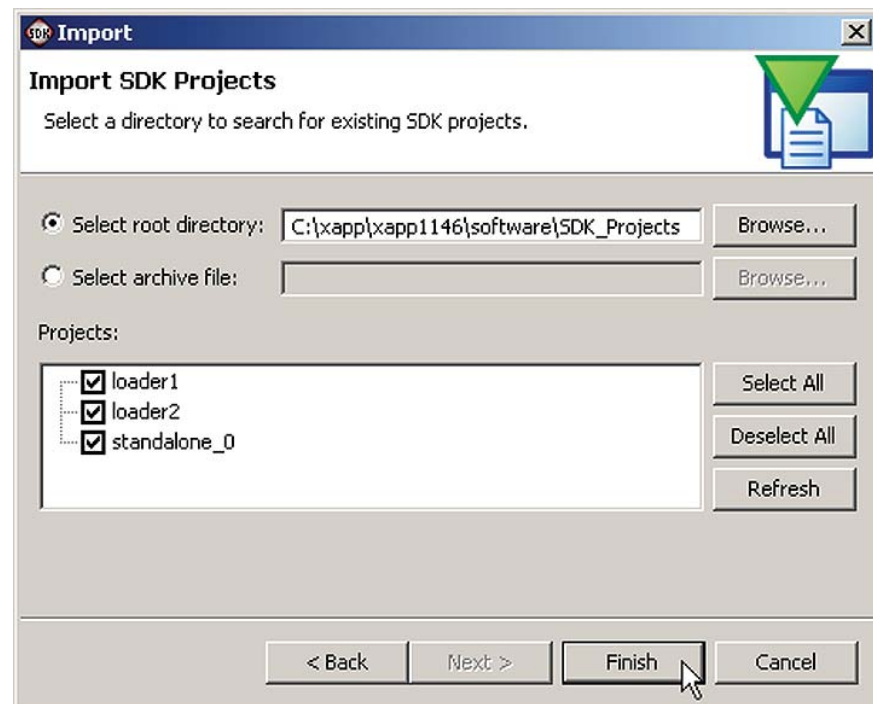 SDK Import
Import SDK Projects
Select a directory to search for existing SDK projects.
Select root directory: C:\xapp\xapp1146\software\SDK_Projects Browse...
Select archive file: Browse...
Projects:
loader1
loader2
standalone_0
Select All
Deselect All
Refresh
< Back Next > Finish Cancel